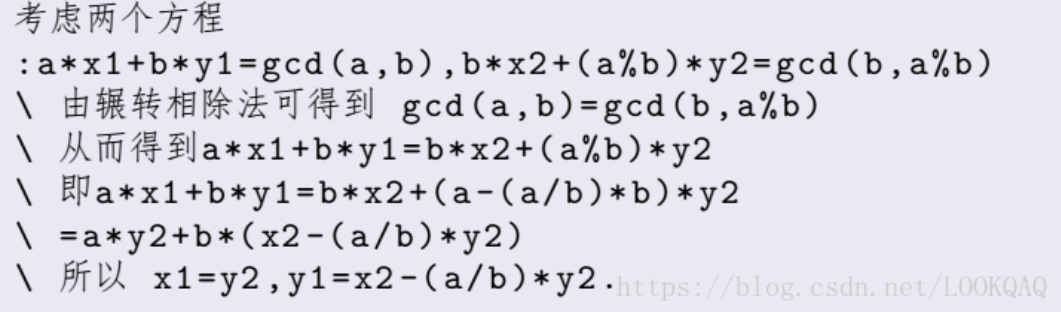 考虑两个方程
:a*x1+b*y1=gcd(a,b),b*x2+(a%b)*y2=gcd(b,a%b)
\ 由辗转相除法可得到 gcd(a,b)=gcd(b,a%b)
\ 从而得到a*x1+b*y1=b*x2+(a%b)*y2
\ 即a*x1+b*y1=b*x2+(a-(a/b)*b)*y2
\ =a*y2+b*(x2-(a/b)*y2)
\ 所以 x1=y2,y1=x2-(a/b)*y2.https://blog.csdn.net/LOOKQAQ